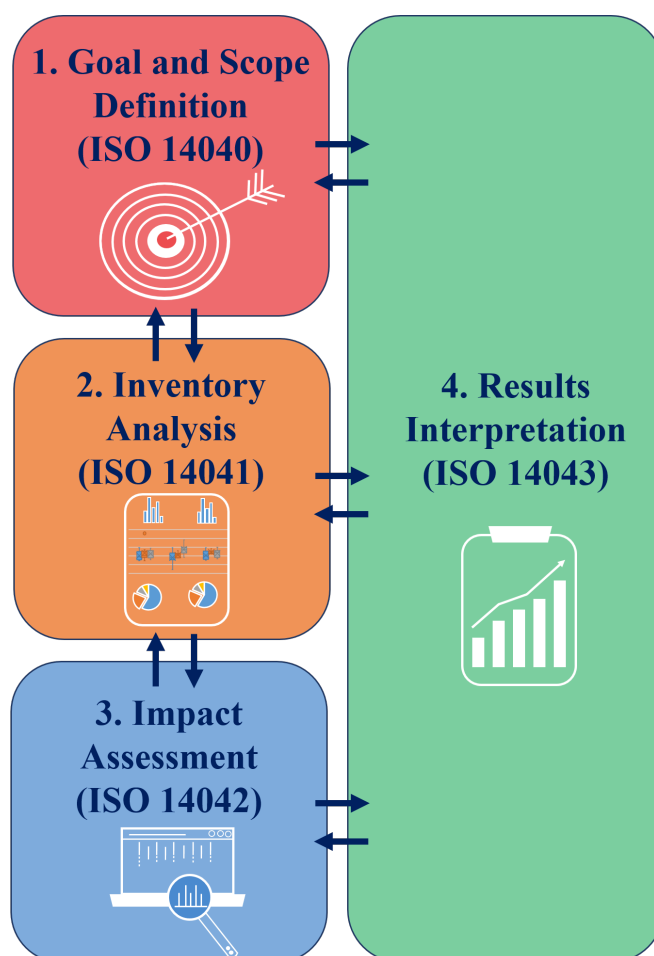 1. Goal and Scope
Definition
(ISO 14040)
2. Inventory
Analysis
(ISO 14041)
3. Impact
Assessment
(ISO 14042)
4. Results
Interpretation
(ISO 14043)